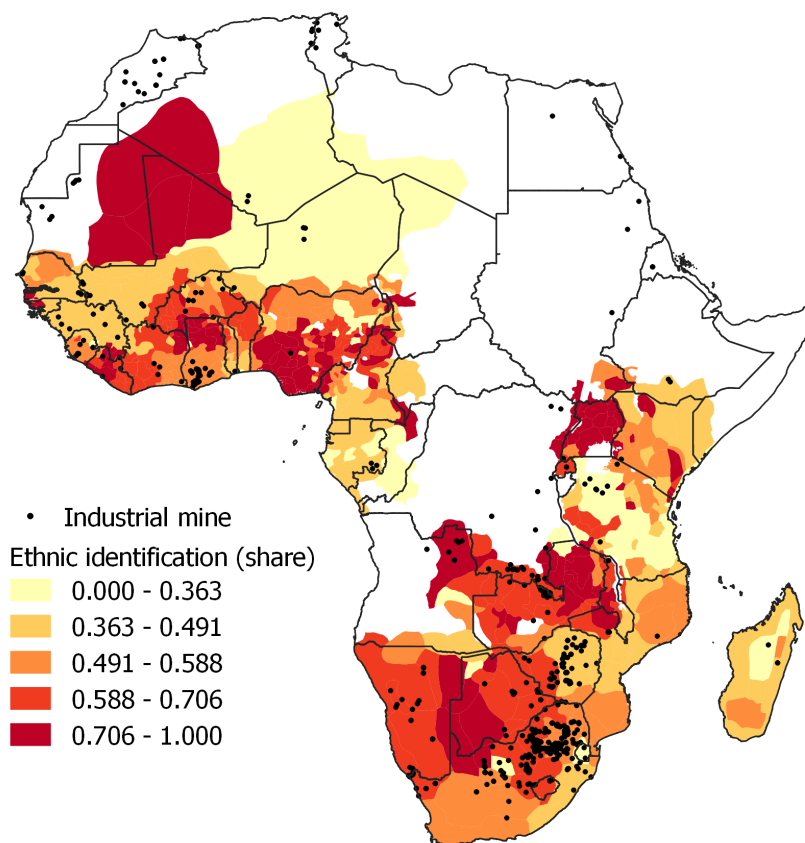 Industrial mine
Ethnic identification (share)
0.000 - 0.363
0.363 - 0.491
0.491 - 0.588
0.588 - 0.706
0.706 - 1.000